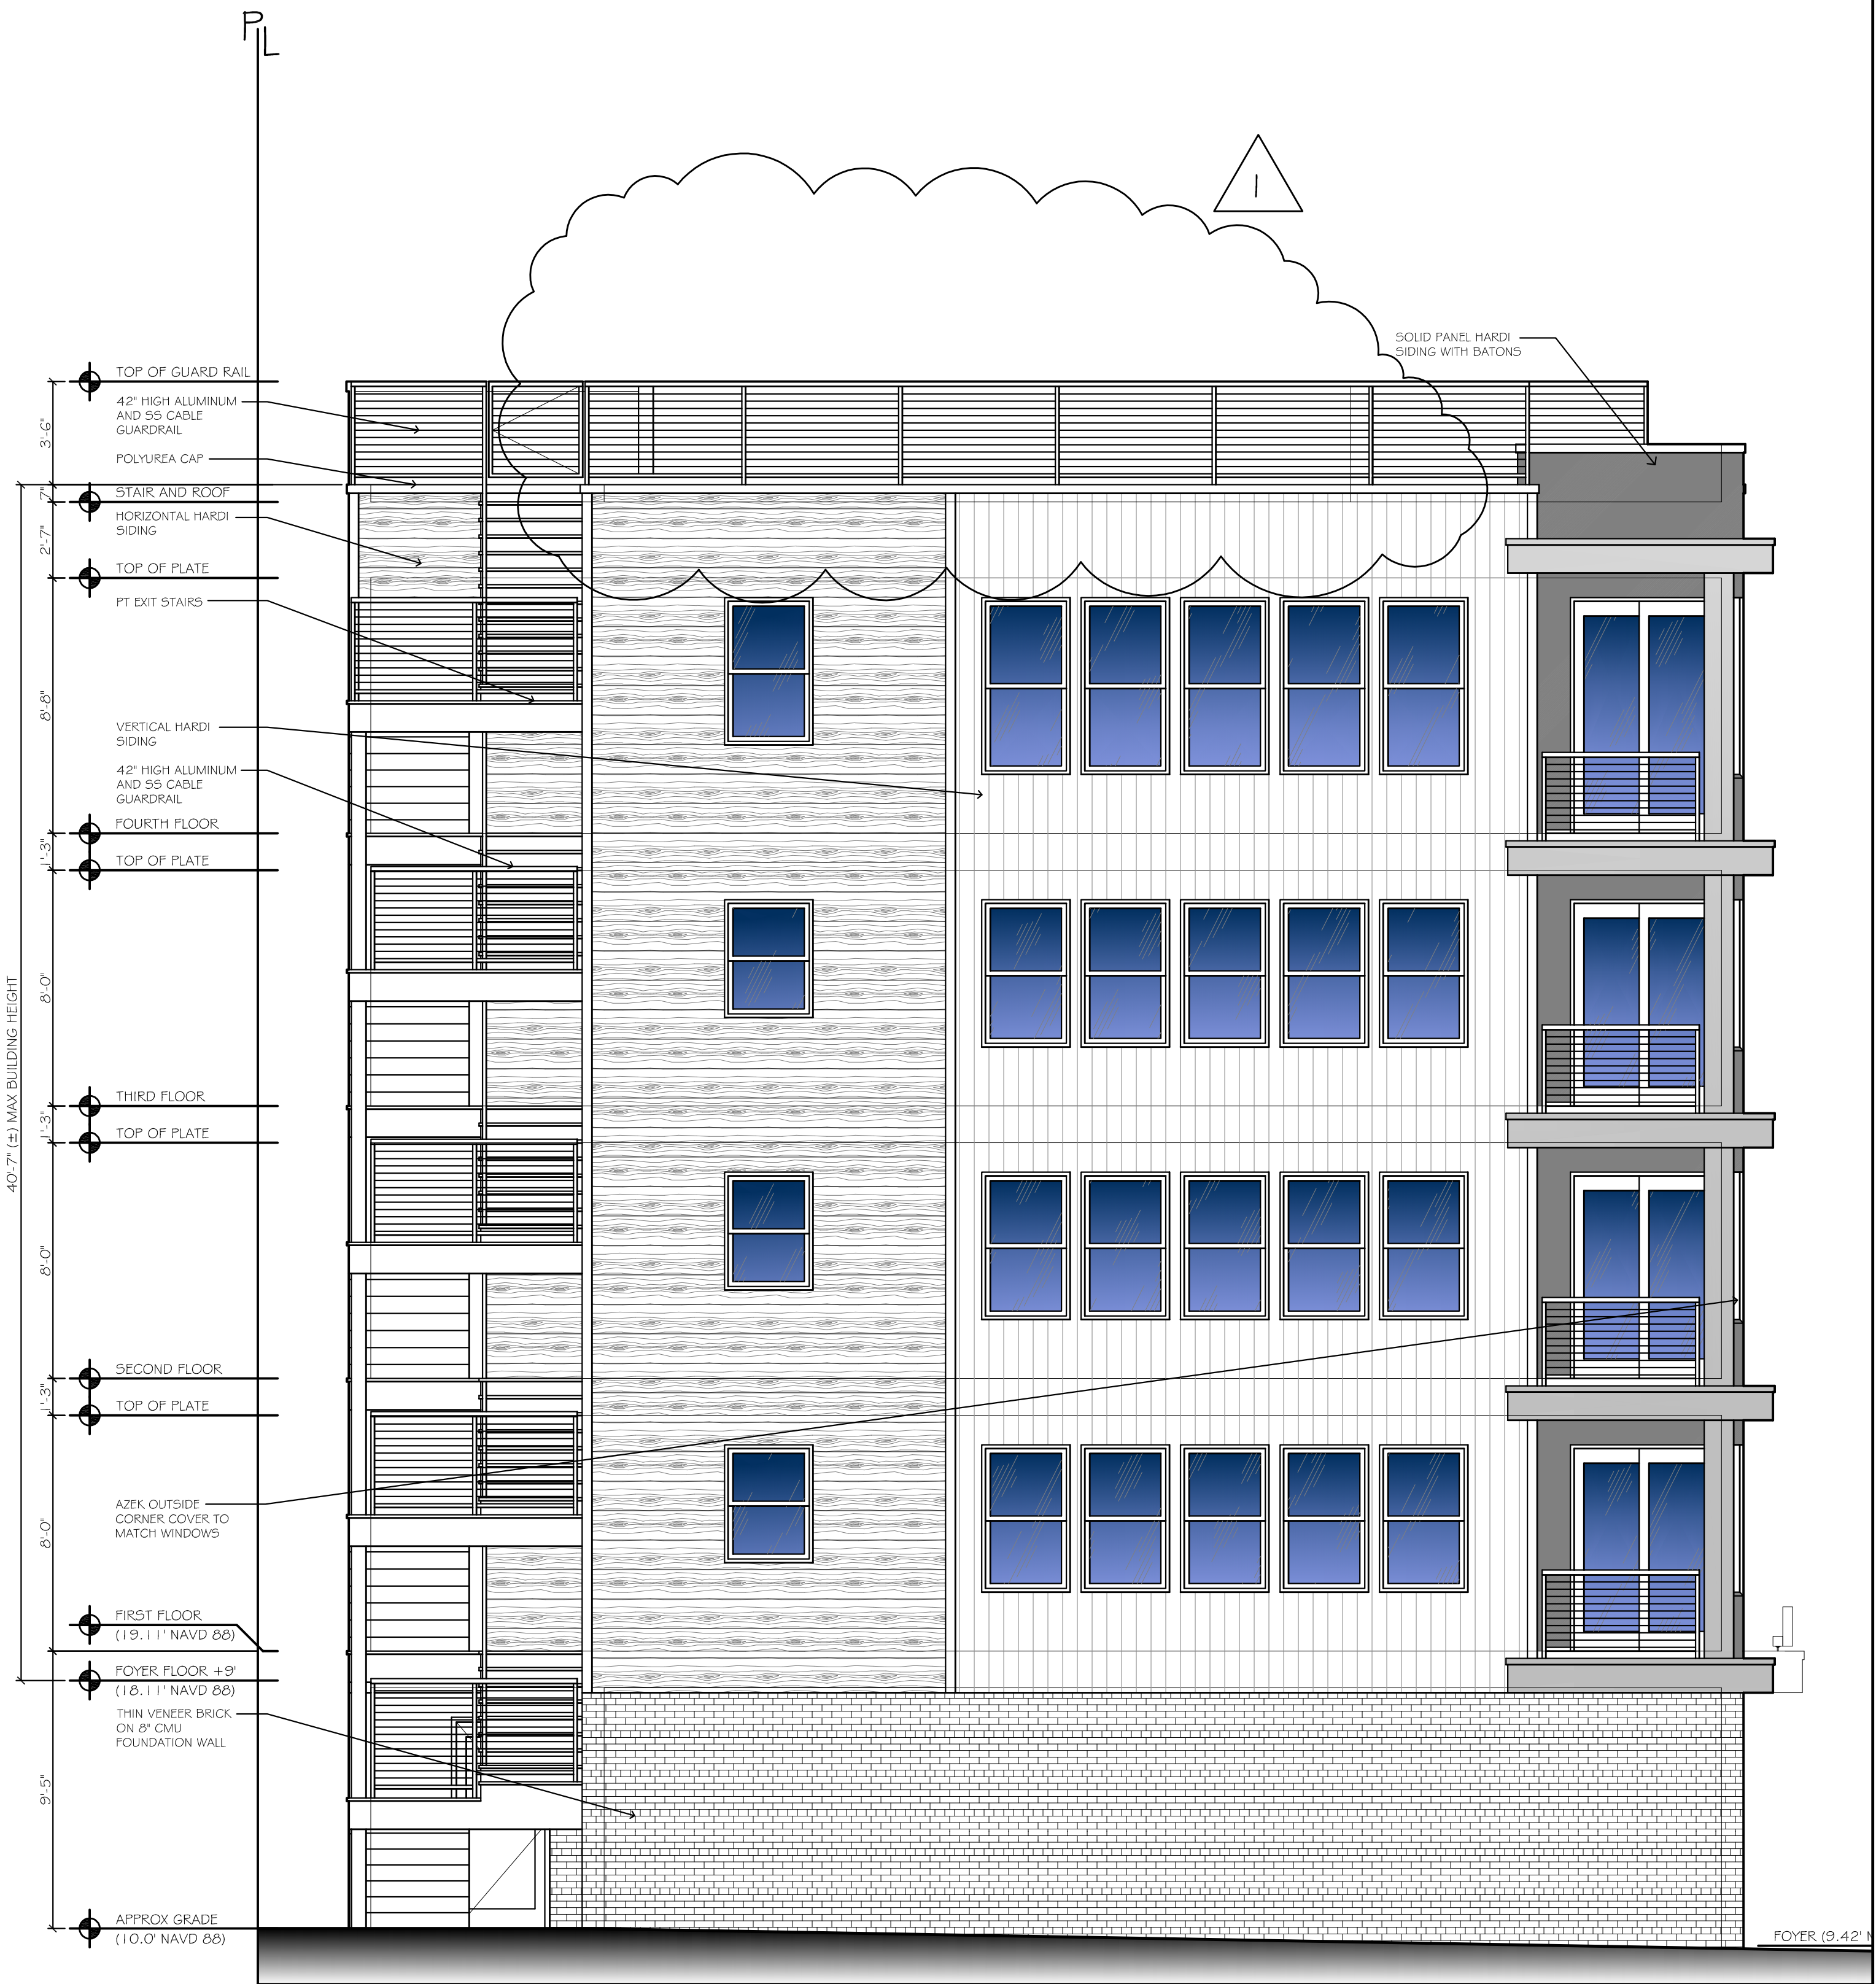 PL
1
SOLID PANEL HARDI
SIDING WITH BATONS
TOP OF GUARD RAIL
42" HIGH ALUMINUM
AND SS CABLE
GUARDRAIL
3'-6"
POLYUREA CAP
7"
STAIR AND ROOF
HORIZONTAL HARDI
SIDING
2'-7"
TOP OF PLATE
PT EXIT STAIRS
8'-8"
VERTICAL HARDI
SIDING
42" HIGH ALUMINUM
AND SS CABLE
GUARDRAIL
FOURTH FLOOR
1'-3"
TOP OF PLATE
8'-0"
40'-7" (±) MAX BUILDING HEIGHT
THIRD FLOOR
1'-3"
TOP OF PLATE
8'-0"
SECOND FLOOR
1'-3"
TOP OF PLATE
AZEK OUTSIDE
CORNER COVER TO
MATCH WINDOWS
8'-0"
FIRST FLOOR
(19.11' NAVD 88)
FOYER FLOOR +9'
(18.11' NAVD 88)
THIN VENEER BRICK
ON 8" CMU
FOUNDATION WALL
9'-5"
APPROX GRADE
(10.0' NAVD 88)
FOYER (9.42'